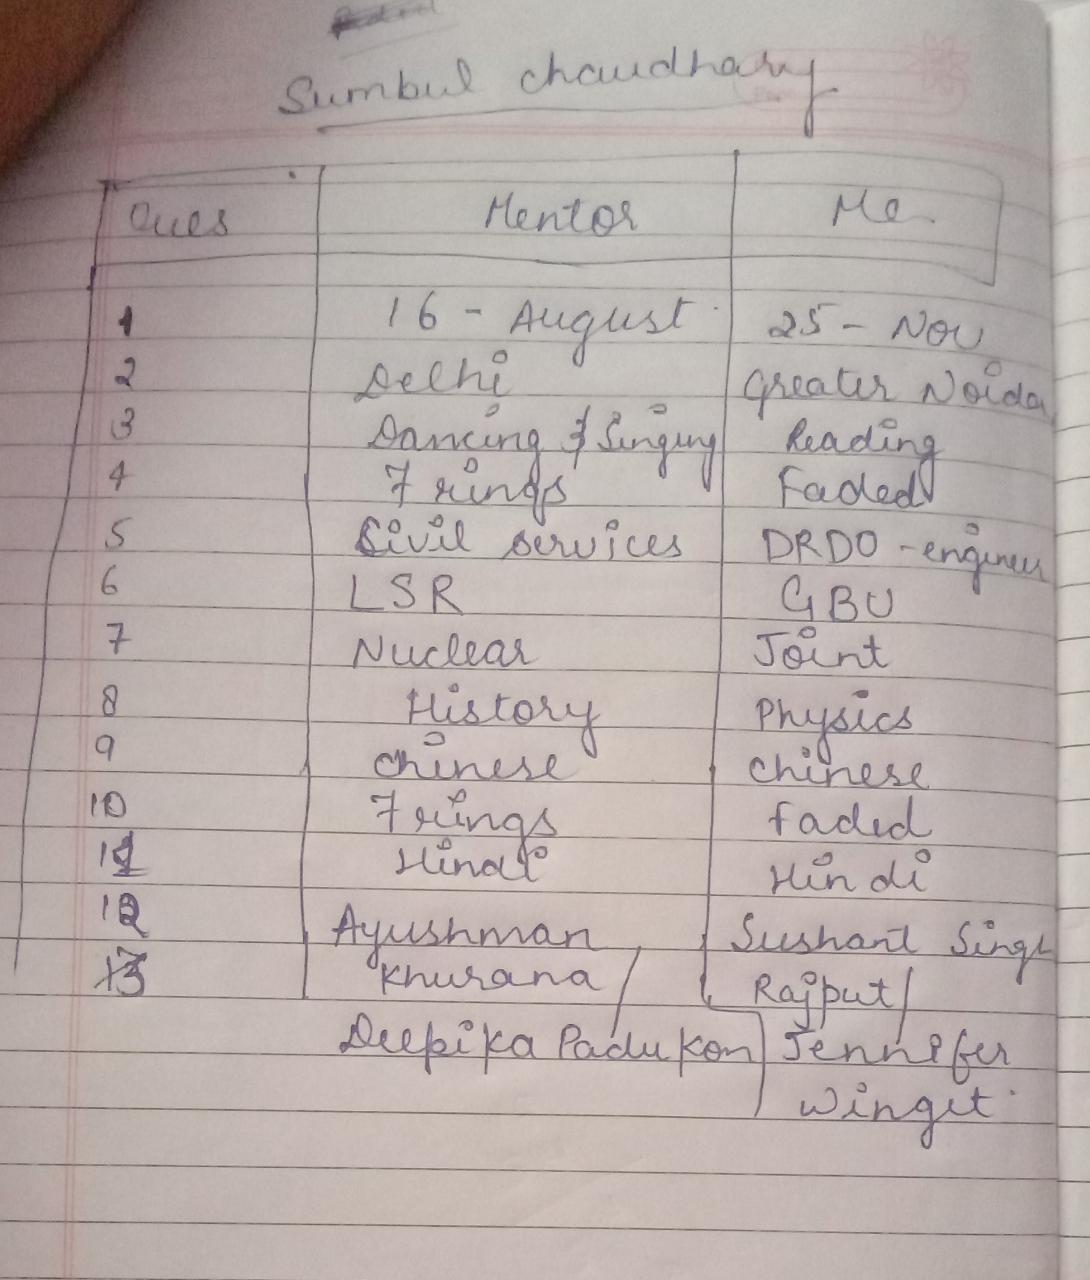 Sumbul chaudhary
Ques Mentor Me
1 16 - August 25 - Nov
2 Delhi Greater Noida
3 Dancing & Singing Reading
4 7 rings Faded
5 Civil services DRDO - engineer
6 LSR GBU
7 Nuclear Joint
8 History Physics
9 chinese chinese
10 7 rings faded
11 Hindi Hindi
12 Ayushman Sushant Singh
13 Khurana / Rajput /
Deepika Padukon Jennifer
Winget